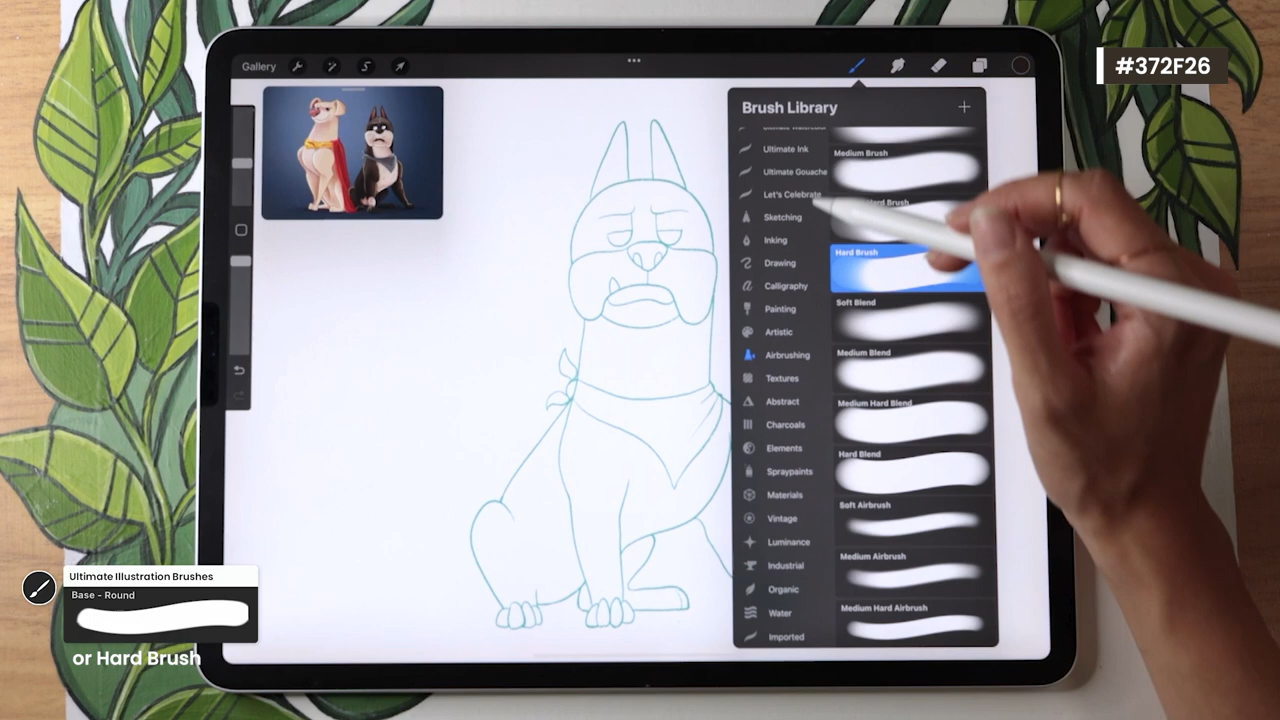 #372F26
Gallery
Brush Library
Ultimate Ink
Ultimate Gouache
Let's Celebrate
Sketching
Inking
Drawing
Calligraphy
Painting
Artistic
Airbrushing
Textures
Abstract
Charcoals
Elements
Spraypaints
Materials
Vintage
Luminance
Industrial
Organic
Water
Imported
Medium Brush
Hard Brush
Hard Brush
Soft Blend
Medium Blend
Medium Hard Blend
Hard Blend
Soft Airbrush
Medium Airbrush
Medium Hard Airbrush
Ultimate Illustration Brushes
Base - Round
or Hard Brush